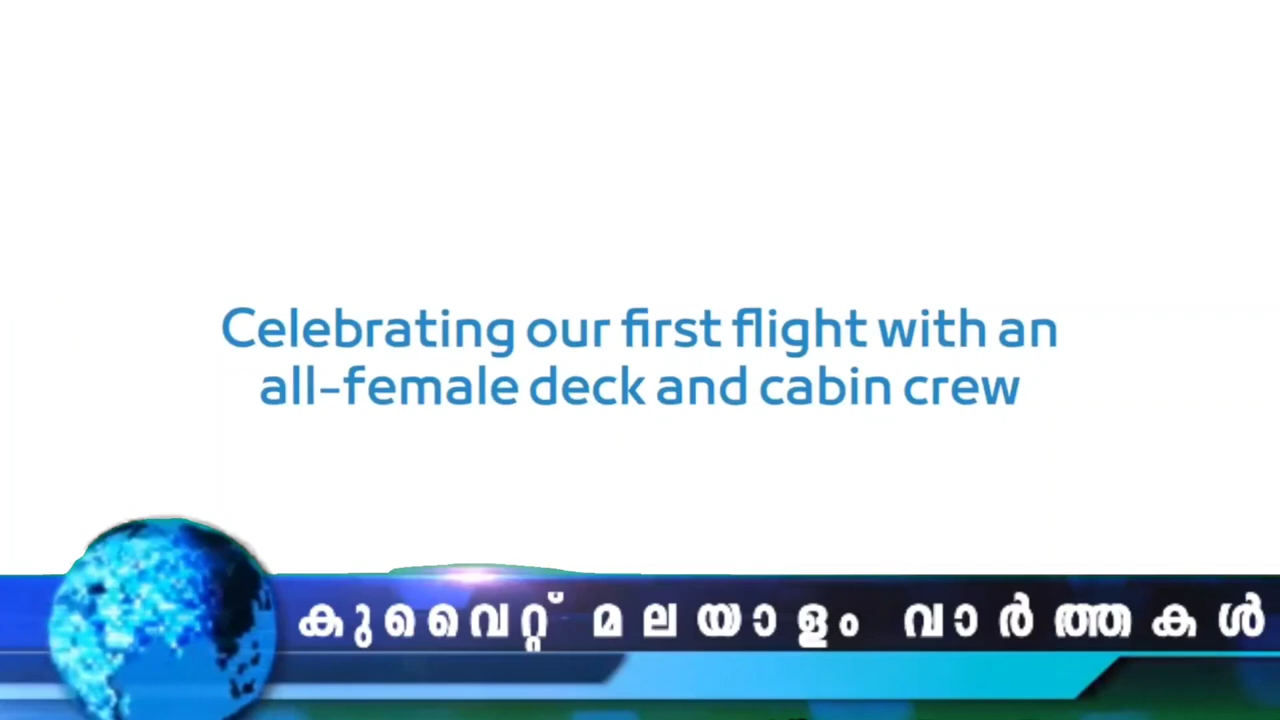 Celebrating our first flight with an
all-female deck and cabin crew
കുവൈറ്റ് മലയാളം വാർത്തകൾ